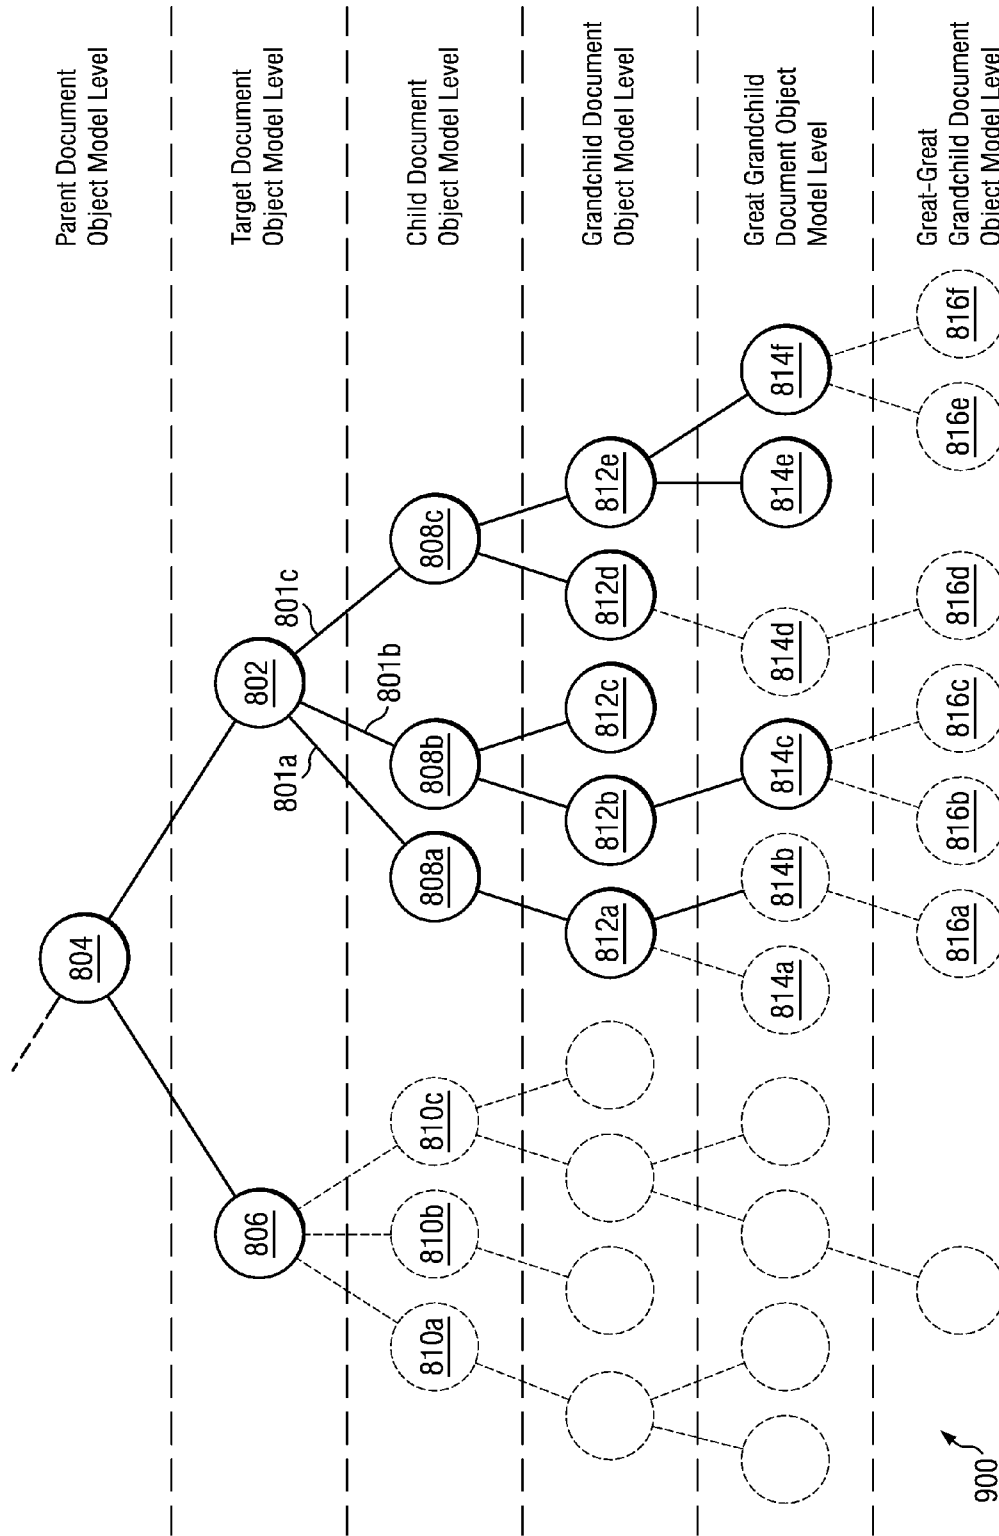 Parent Document
Object Model Level
804
Target Document
Object Model Level
806
802
801a
801b
801c
Child Document
Object Model Level
810a
810b
810c
808a
808b
808c
Grandchild Document
Object Model Level
812a
812b
812c
812d
812e
Great Grandchild
Document Object
Model Level
814a
814b
814c
814d
814e
814f
Great-Great
Grandchild Document
Object Model Level
816a
816b
816c
816d
816e
816f
900